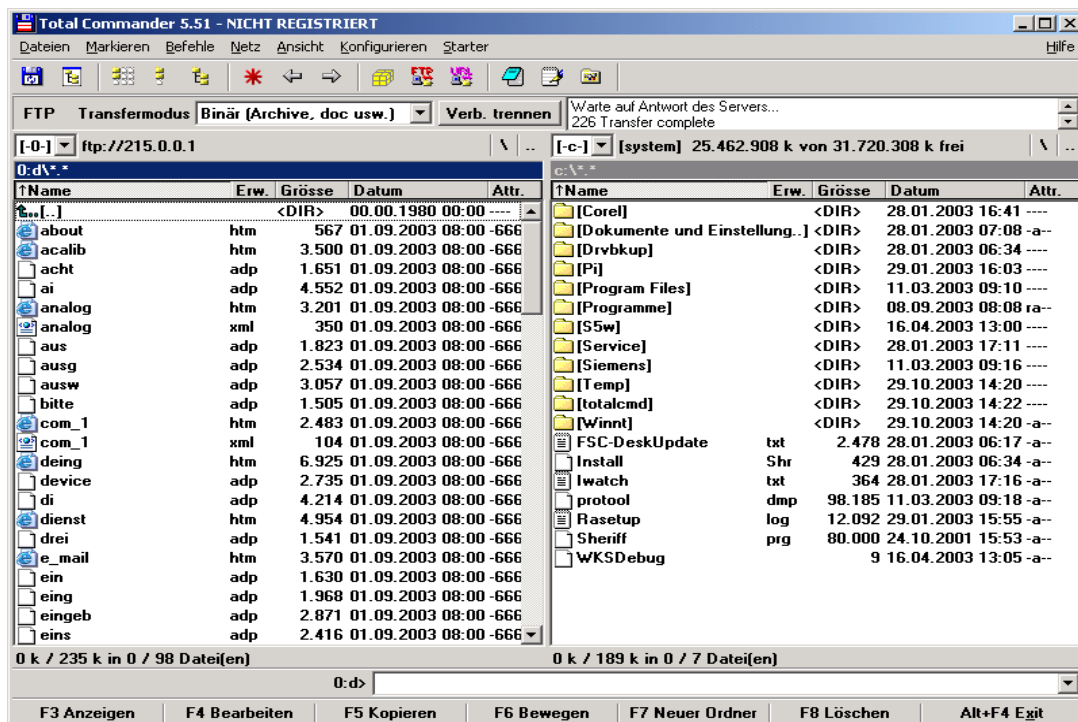 Total Commander 5.51 - NICHT REGISTRIERT
Dateien Markieren Befehle Netz Ansicht Konfigurieren Starter Hilfe
FTP Transfermodus Binär (Archive, doc usw.) Verb. trennen
Warte auf Antwort des Servers...
226 Transfer complete
[-0-] ftp://215.0.0.1 \ ..
[-c-] [system] 25.462.908 k von 31.720.308 k frei \ ..
0:d\*.*
↑Name Erw. Grösse Datum Attr.
[..] <DIR> 00.00.1980 00:00 ----
about htm 567 01.09.2003 08:00 -666
acalib htm 3.500 01.09.2003 08:00 -666
acht adp 1.651 01.09.2003 08:00 -666
ai adp 4.552 01.09.2003 08:00 -666
analog htm 3.201 01.09.2003 08:00 -666
analog xml 350 01.09.2003 08:00 -666
aus adp 1.823 01.09.2003 08:00 -666
ausg adp 2.534 01.09.2003 08:00 -666
ausw adp 3.057 01.09.2003 08:00 -666
bitte adp 1.505 01.09.2003 08:00 -666
com_1 htm 2.483 01.09.2003 08:00 -666
com_1 xml 104 01.09.2003 08:00 -666
deing htm 6.925 01.09.2003 08:00 -666
device adp 2.735 01.09.2003 08:00 -666
di adp 4.214 01.09.2003 08:00 -666
dienst htm 4.954 01.09.2003 08:00 -666
drei adp 1.541 01.09.2003 08:00 -666
e_mail htm 3.570 01.09.2003 08:00 -666
ein adp 1.630 01.09.2003 08:00 -666
eing adp 1.968 01.09.2003 08:00 -666
eingeb adp 2.871 01.09.2003 08:00 -666
eins adp 2.416 01.09.2003 08:00 -666
0 k / 235 k in 0 / 98 Datei(en)
c:\*.*
↑Name Erw. Grösse Datum Attr.
[Corel] <DIR> 28.01.2003 16:41 ----
[Dokumente und Einstellung..] <DIR> 28.01.2003 07:08 -a--
[Drvbkup] <DIR> 28.01.2003 06:34 ----
[Pi] <DIR> 29.01.2003 16:03 ----
[Program Files] <DIR> 11.03.2003 09:10 ----
[Programme] <DIR> 08.09.2003 08:08 ra--
[S5w] <DIR> 16.04.2003 13:00 ----
[Service] <DIR> 28.01.2003 17:11 ----
[Siemens] <DIR> 11.03.2003 09:16 ----
[Temp] <DIR> 29.10.2003 14:20 ----
[totalcmd] <DIR> 29.10.2003 14:22 ----
[Winnt] <DIR> 29.10.2003 14:20 -a--
FSC-DeskUpdate txt 2.478 28.01.2003 06:17 -a--
Install Shr 429 28.01.2003 06:34 -a--
Iwatch txt 364 28.01.2003 17:16 -a--
protool dmp 98.185 11.03.2003 09:18 -a--
Rasetup log 12.092 29.01.2003 15:55 -a--
Sheriff prg 80.000 24.10.2001 15:53 -a--
WKSDebug 9 16.04.2003 13:05 -a--
0 k / 189 k in 0 / 7 Datei(en)
0:d>
F3 Anzeigen F4 Bearbeiten F5 Kopieren F6 Bewegen F7 Neuer Ordner F8 Löschen Alt+F4 Exit